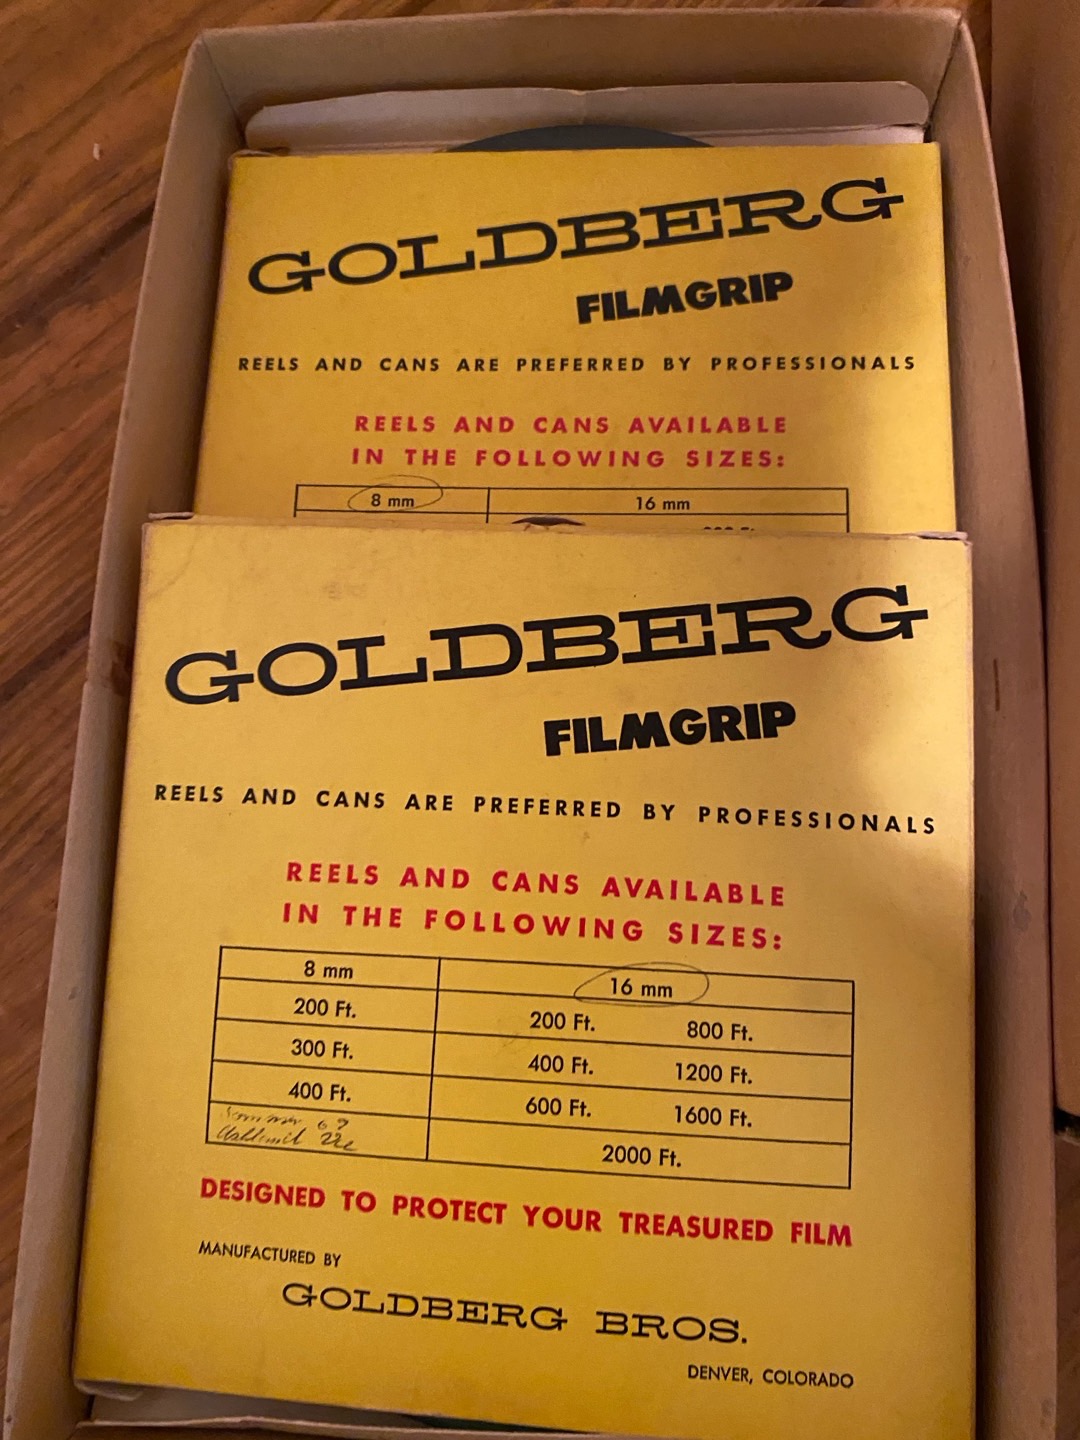 GOLDBERG
FILMGRIP
REELS AND CANS ARE PREFERRED BY PROFESSIONALS
REELS AND CANS AVAILABLE
IN THE FOLLOWING SIZES:
8 mm 16 mm
GOLDBERG
FILMGRIP
REELS AND CANS ARE PREFERRED BY PROFESSIONALS
REELS AND CANS AVAILABLE
IN THE FOLLOWING SIZES:
8 mm 16 mm
200 Ft. 200 Ft. 800 Ft.
300 Ft. 400 Ft. 1200 Ft.
400 Ft. 600 Ft. 1600 Ft.
Sommer 69
2000 Ft.
DESIGNED TO PROTECT YOUR TREASURED FILM
MANUFACTURED BY
GOLDBERG BROS.
DENVER, COLORADO